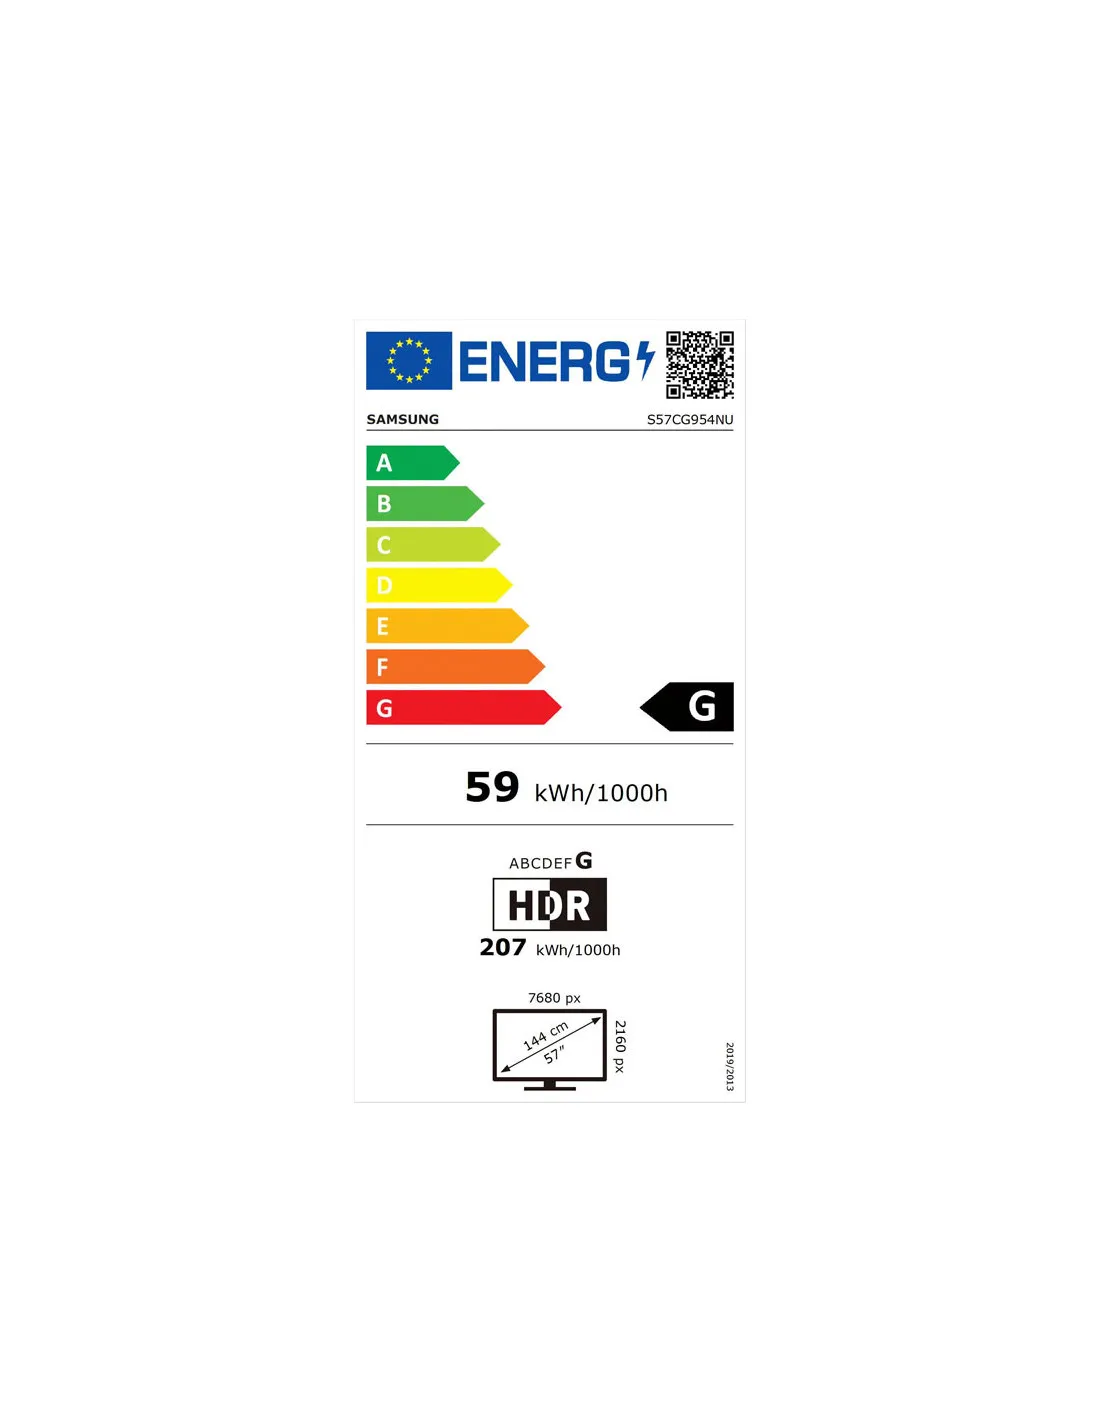 ENERG
SAMSUNG S57CG954NU
A
B
C
D
E
F
G
G
59 kWh/1000h
ABCDEFG
HDR
207 kWh/1000h
7680 px
144 cm
57"
2160 px
2019/2013